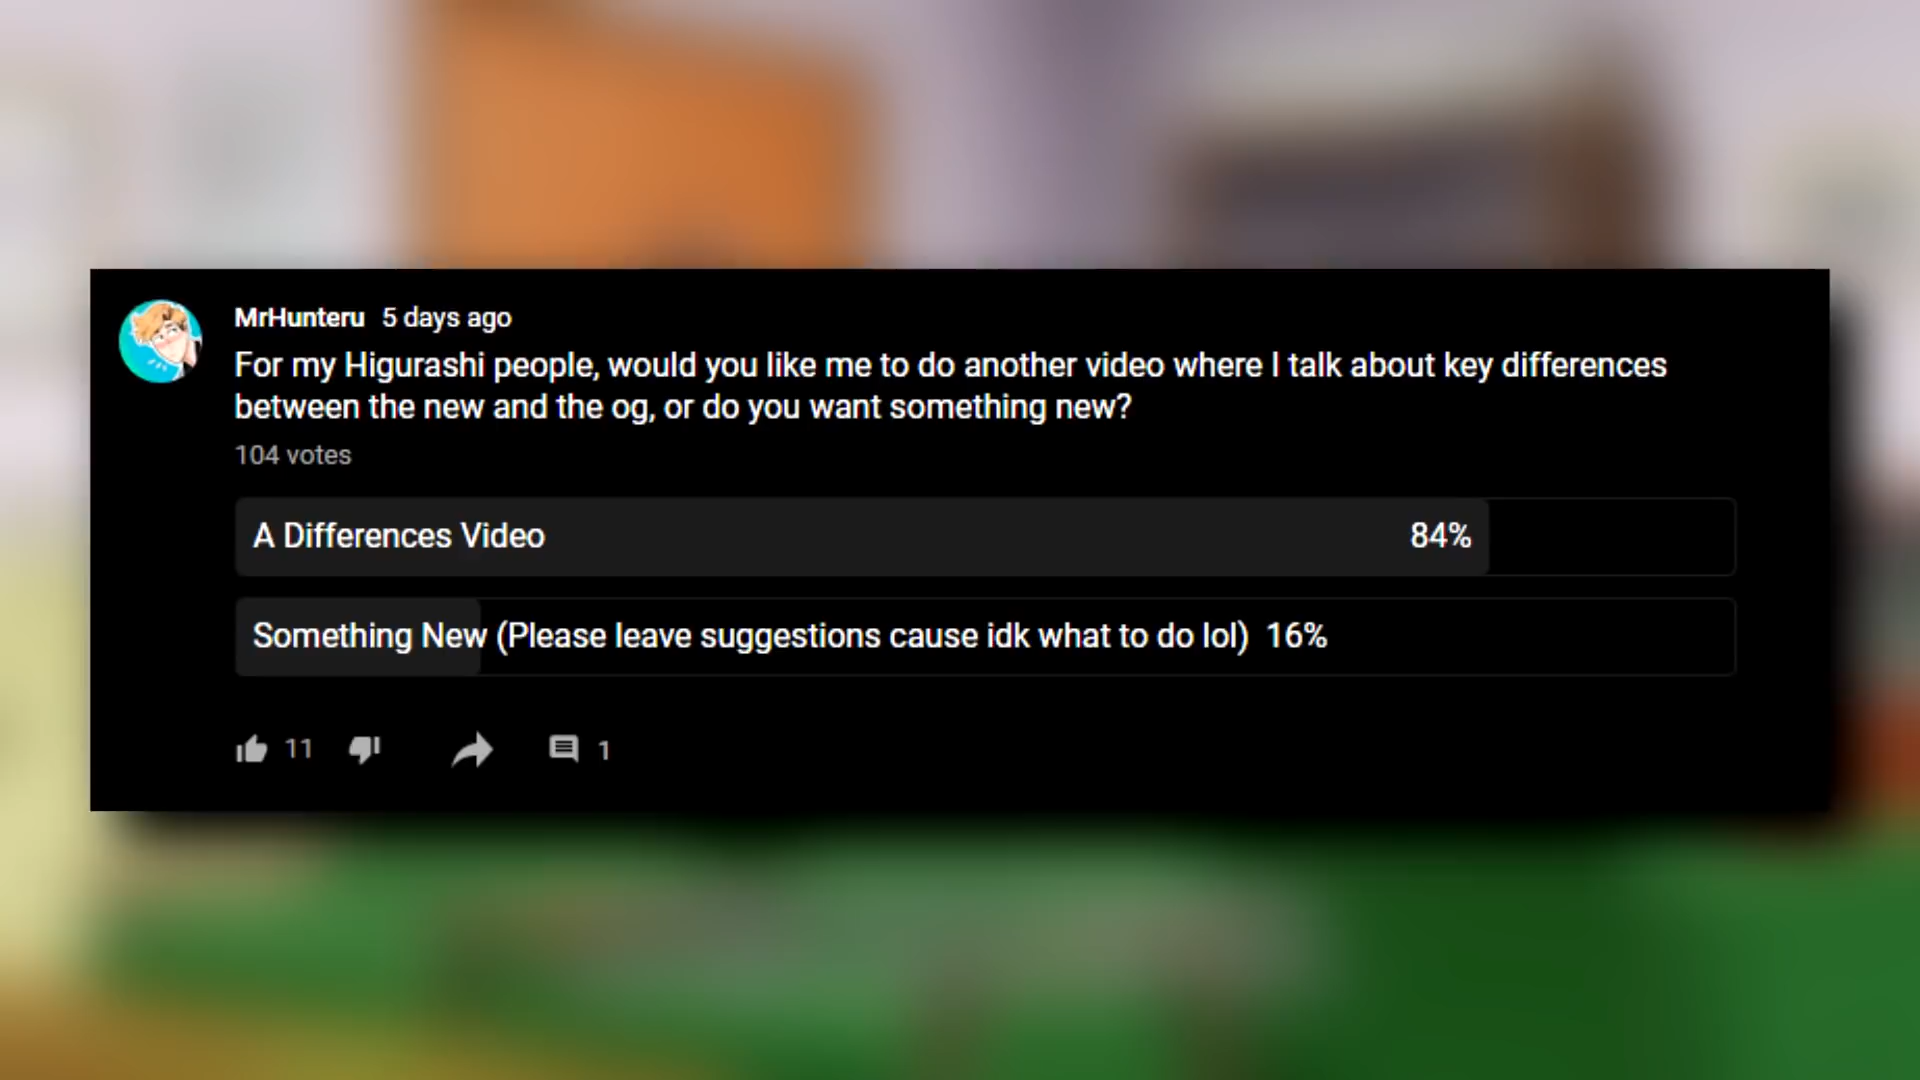 MrHunteru 5 days ago
For my Higurashi people, would you like me to do another video where I talk about key differences
between the new and the og, or do you want something new?
104 votes
A Differences Video 84%
Something New (Please leave suggestions cause idk what to do lol) 16%
11 1